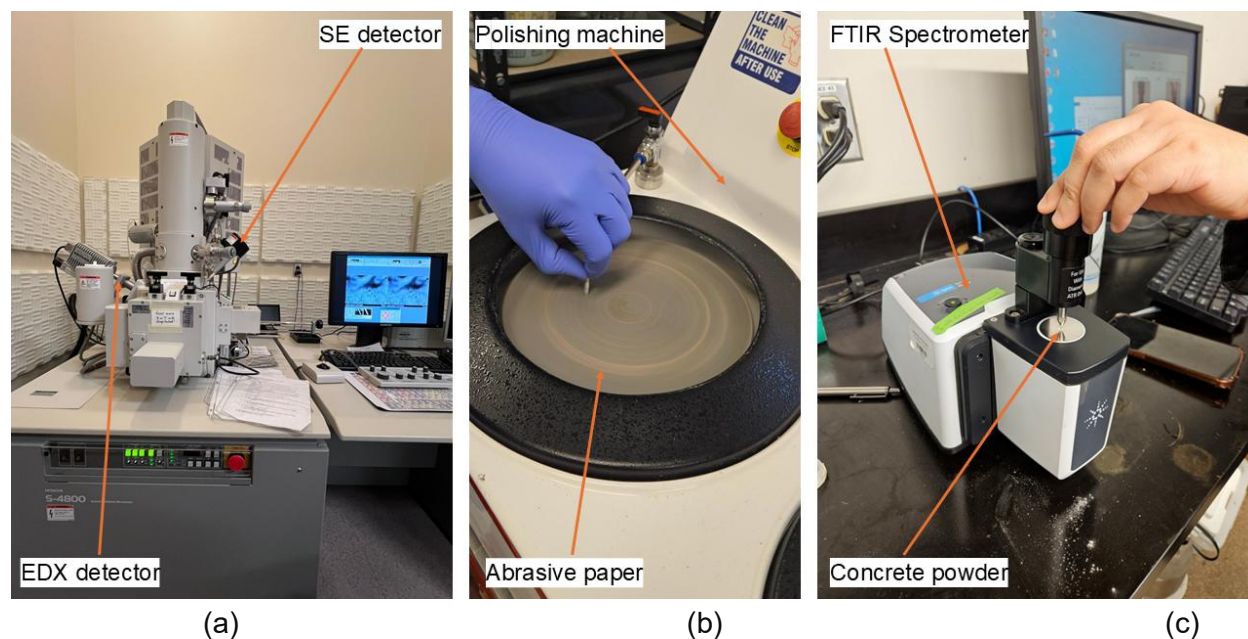 SE detector
EDX detector
S-4800
Polishing machine
CLEAN
THE
MACHINE
AFTER USE
STOP
Abrasive paper
FTIR Spectrometer
Concrete powder
(a)
(b)
(c)